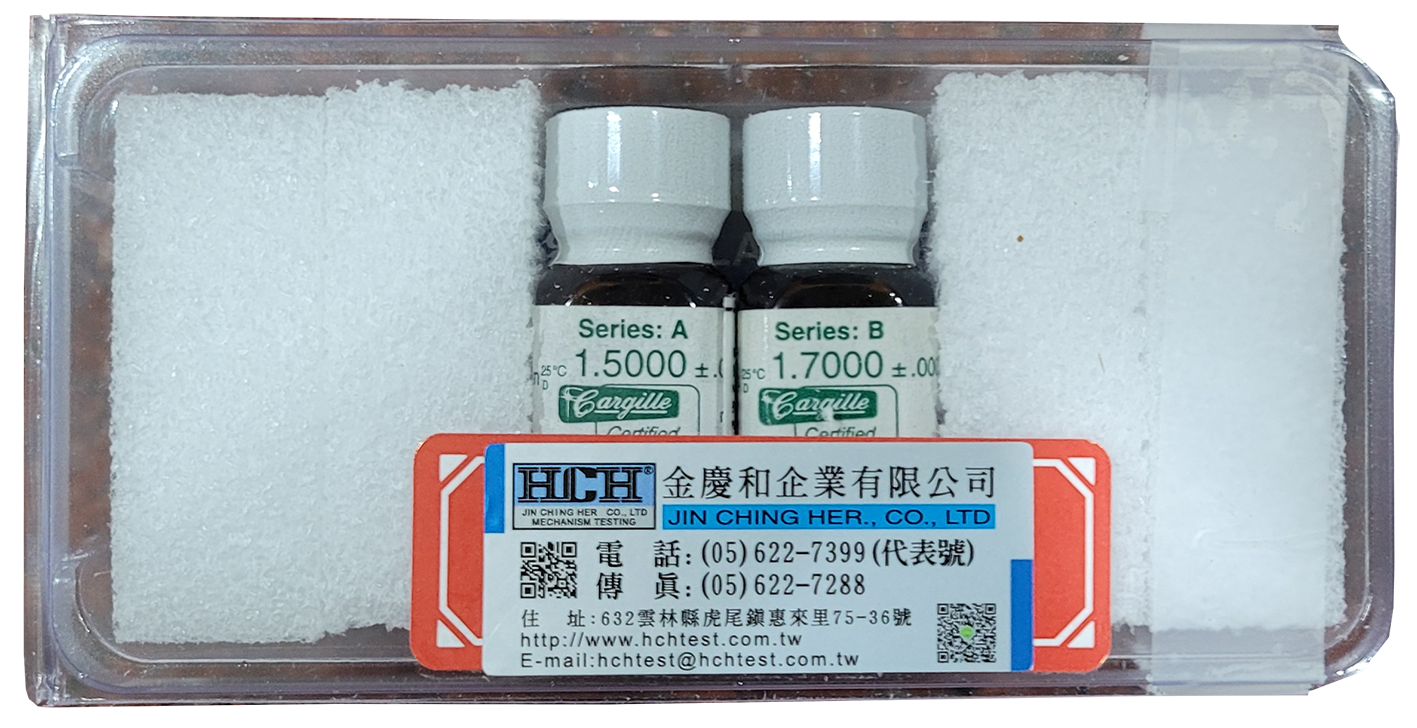 Series: A
25°C 1.5000 ±.0
D
Cargille
Certified
Series: B
25°C 1.7000 ±.000
D
Cargille
Certified
HCH®
JIN CHING HER CO., LTD
MECHANISM TESTING
金慶和企業有限公司
JIN CHING HER., CO., LTD
電 話:(05)622-7399(代表號)
傳 眞:(05)622-7288
住 址:632雲林縣虎尾鎮惠來里75-36號
http://www.hchtest.com.tw
E-mail:hchtest@hchtest.com.tw